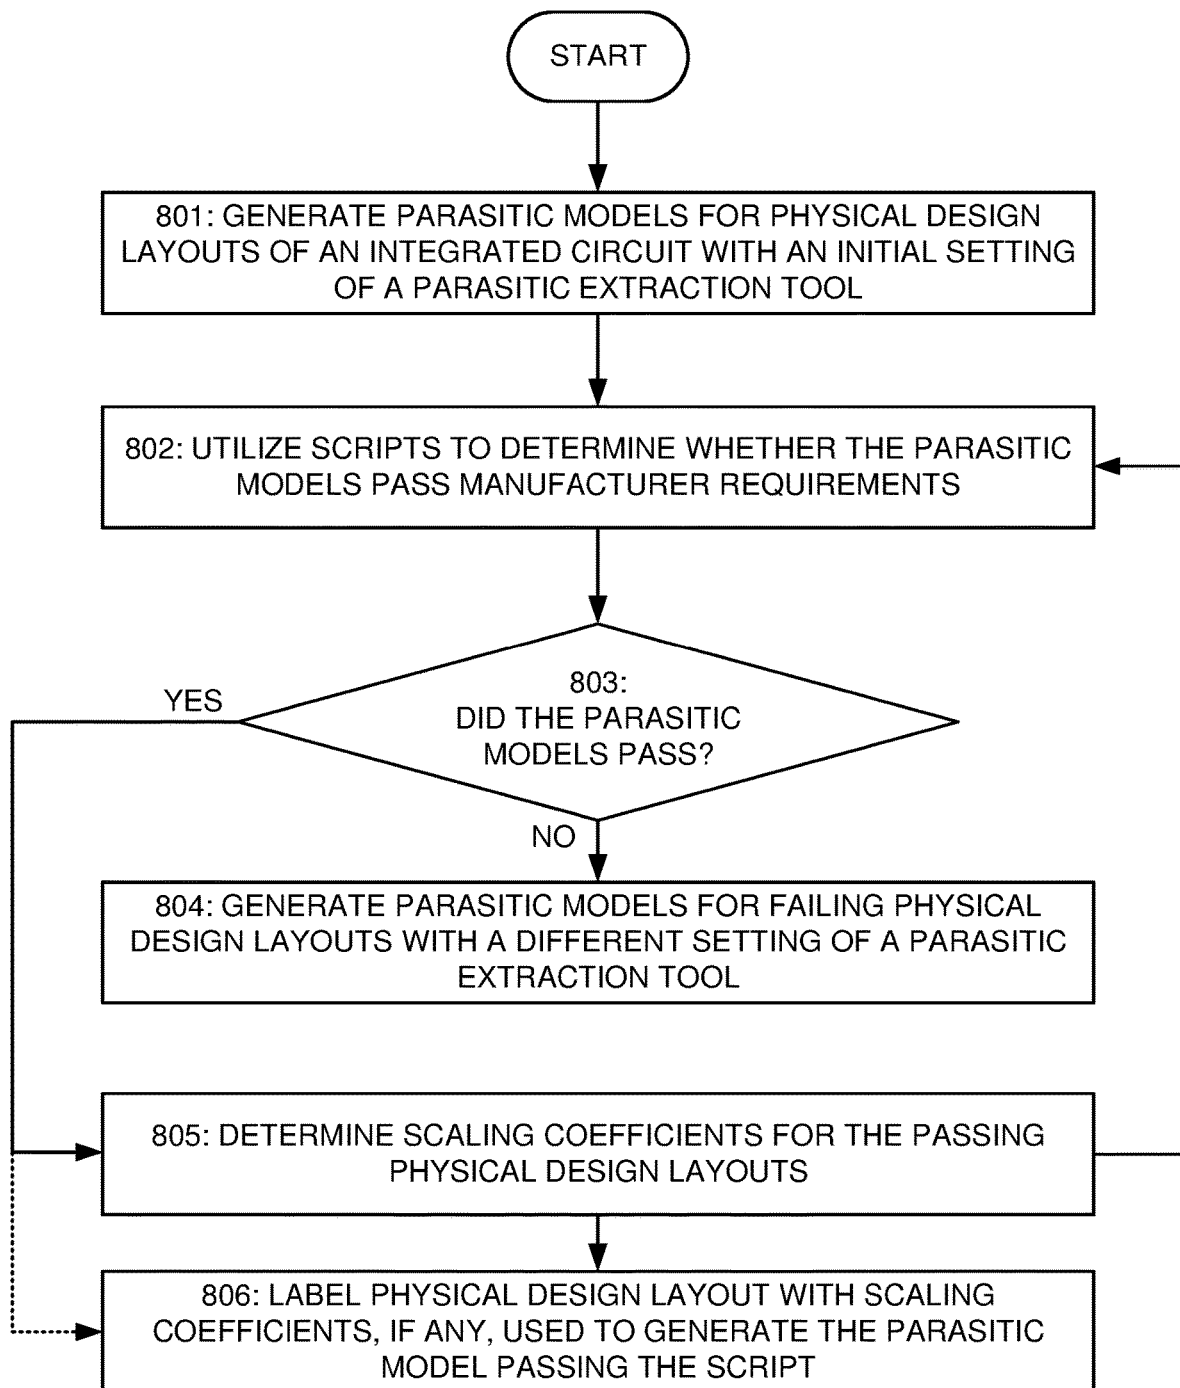 START
801: GENERATE PARASITIC MODELS FOR PHYSICAL DESIGN
LAYOUTS OF AN INTEGRATED CIRCUIT WITH AN INITIAL SETTING
OF A PARASITIC EXTRACTION TOOL
802: UTILIZE SCRIPTS TO DETERMINE WHETHER THE PARASITIC
MODELS PASS MANUFACTURER REQUIREMENTS
803:
DID THE PARASITIC
MODELS PASS?
YES
NO
804: GENERATE PARASITIC MODELS FOR FAILING PHYSICAL
DESIGN LAYOUTS WITH A DIFFERENT SETTING OF A PARASITIC
EXTRACTION TOOL
805: DETERMINE SCALING COEFFICIENTS FOR THE PASSING
PHYSICAL DESIGN LAYOUTS
806: LABEL PHYSICAL DESIGN LAYOUT WITH SCALING
COEFFICIENTS, IF ANY, USED TO GENERATE THE PARASITIC
MODEL PASSING THE SCRIPT